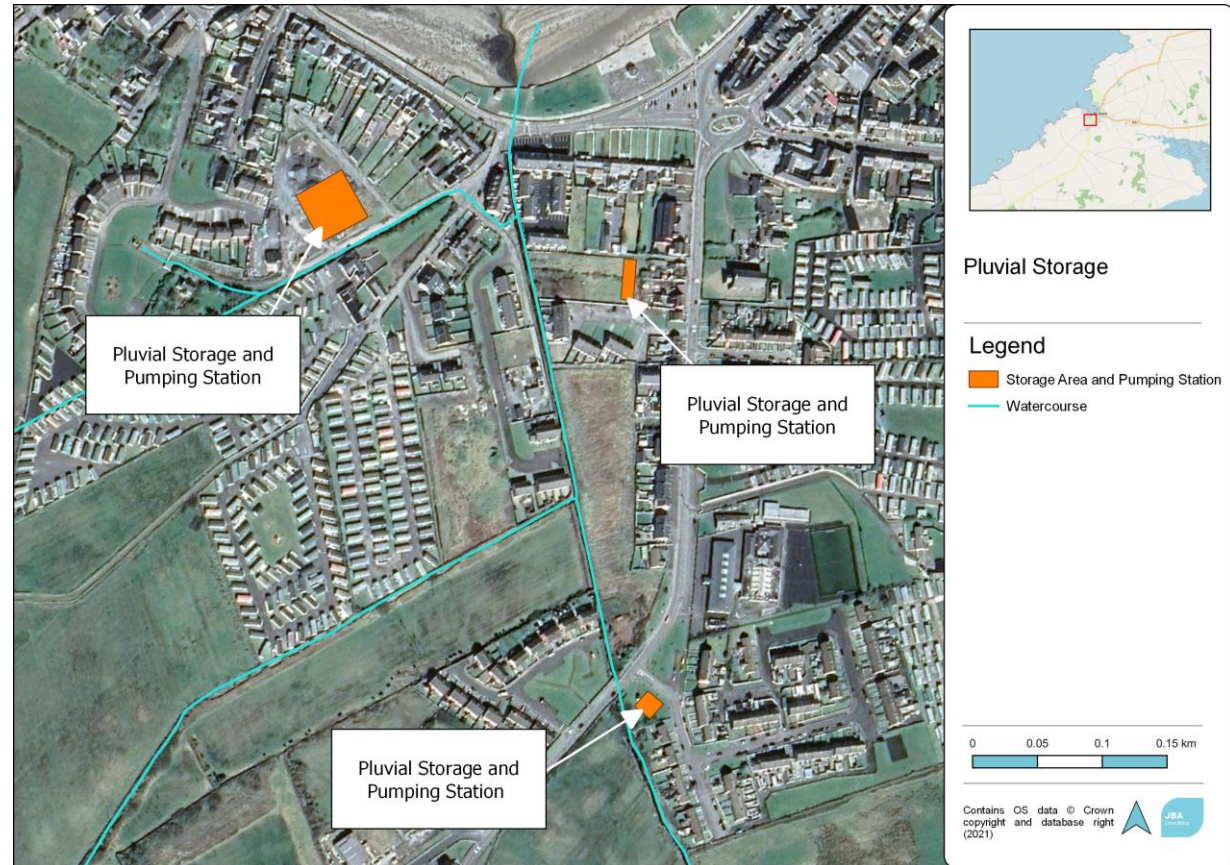 Pluvial Storage and
Pumping Station
Pluvial Storage and
Pumping Station
Pluvial Storage and
Pumping Station
Pluvial Storage
Legend
Storage Area and Pumping Station
Watercourse
0 0.05 0.1 0.15 km
Contains OS data © Crown
copyright and database right
(2021)
JBA
consulting